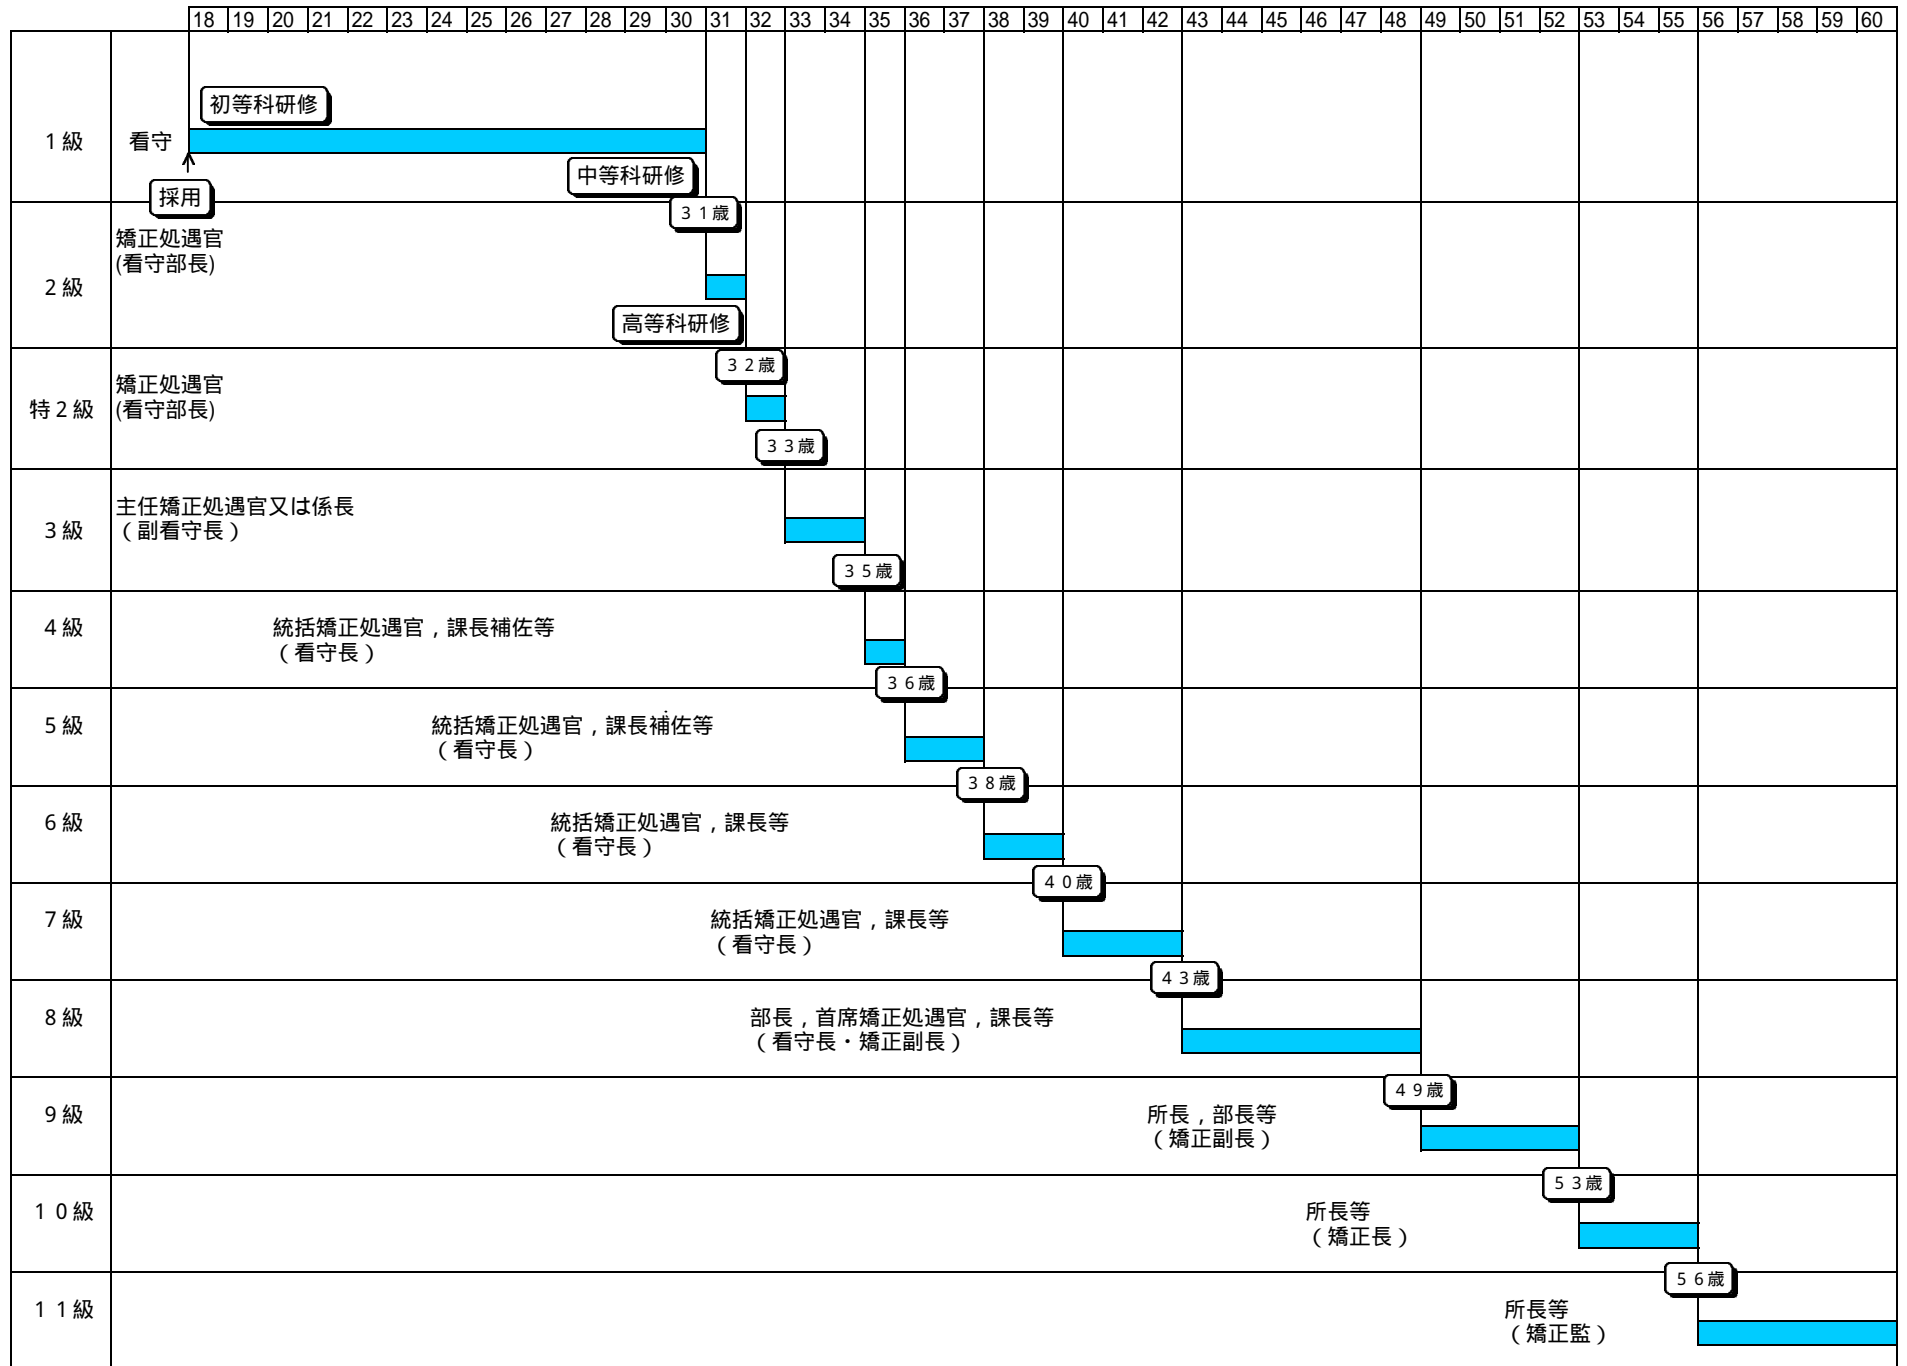 18 19 20 21 22 23 24 25 26 27 28 29 30 31 32 33 34 35 36 37 38 39 40 41 42 43 44 45 46 47 48 49 50 51 52 53 54 55 56 57 58 59 60
初等科研修
1級 看守
中等科研修
採用
31歳
矯正処遇官
(看守部長)
2級
高等科研修
32歳
矯正処遇官
特2級 (看守部長)
33歳
主任矯正処遇官又は係長
3級 (副看守長)
35歳
4級 統括矯正処遇官,課長補佐等
(看守長)
36歳
5級 統括矯正処遇官,課長補佐等
(看守長)
38歳
6級 統括矯正処遇官,課長等
(看守長)
40歳
7級 統括矯正処遇官,課長等
(看守長)
43歳
8級 部長,首席矯正処遇官,課長等
(看守長・矯正副長)
49歳
9級 所長,部長等
(矯正副長)
53歳
10級 所長等
(矯正長)
56歳
11級 所長等
(矯正監)